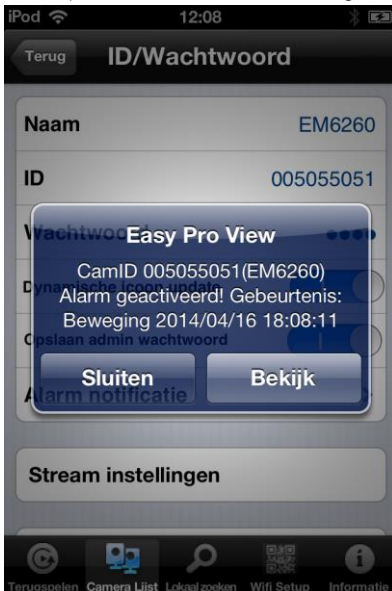 iPod 12:08
Terug ID/Wachtwoord
Naam EM6260
ID 005055051
Wachtwoord ••••
Easy Pro View
CamID 005055051(EM6260)
Alarm geactiveerd! Gebeurtenis:
Beweging 2014/04/16 18:08:11
Dynamische icoon update
Opslaan admin wachtwoord
Sluiten Bekijk
Alarm notificatie
Stream instellingen
Terugspelen Camera Lijst Lokaal zoeken Wifi Setup Informatie